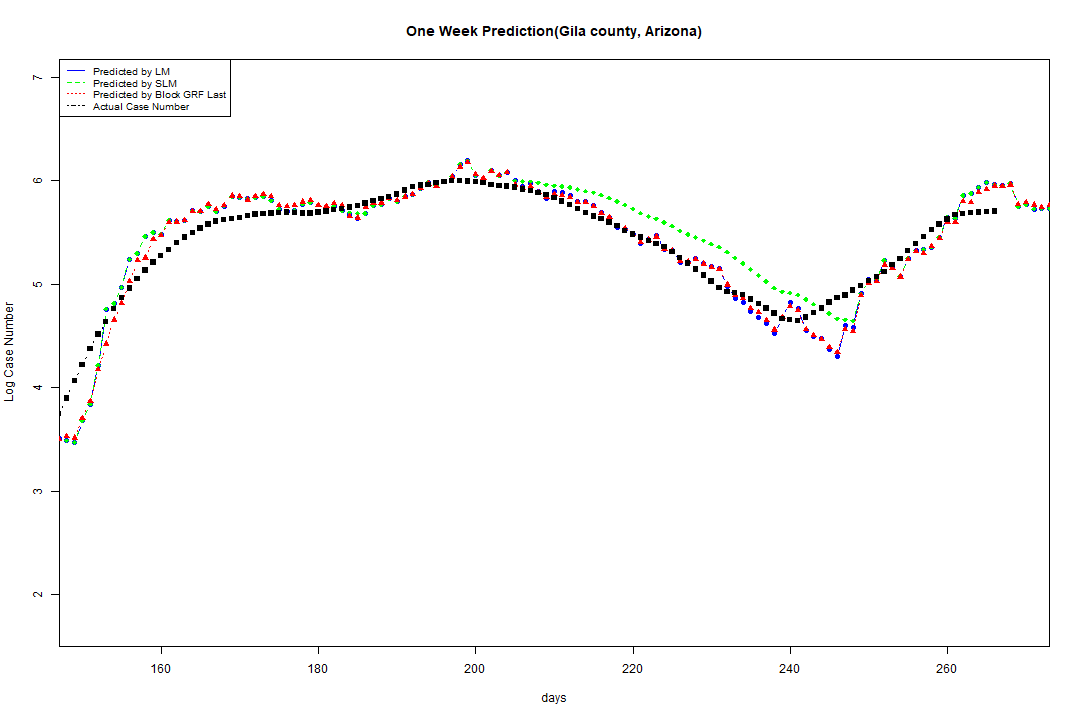 One Week Prediction(Gila county, Arizona)
Predicted by LM
Predicted by SLM
Predicted by Block GRF Last
Actual Case Number
Log Case Number
7
6
5
4
3
2
160 180 200 220 240 260
days